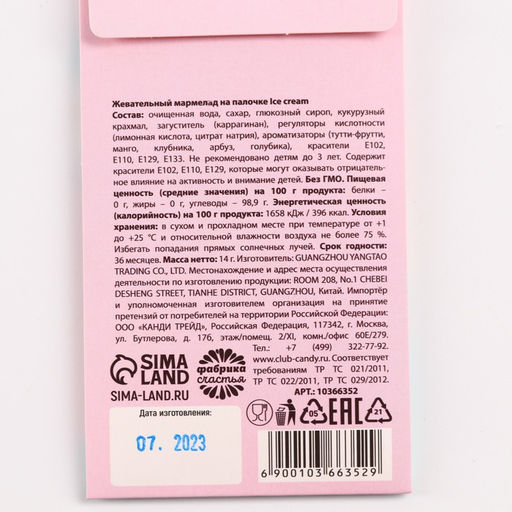 Жевательный мармелад на палочке Ice cream
Состав: очищенная вода, сахар, глюкозный сироп, кукурузный
крахмал, загуститель (каррагинан), регуляторы кислотности
(лимонная кислота, цитрат натрия), ароматизаторы (тутти-фрутти,
манго, клубника, арбуз, голубика), красители E102,
E110, E129, E133. Не рекомендовано детям до 3 лет. Содержит
красители E102, E110, E129, которые могут оказывать отрицатель-
ное влияние на активность и внимание детей. Без ГМО. Пищевая
ценность (средние значения) на 100 г продукта: белки –
0 г, жиры – 0 г, углеводы – 98,9 г. Энергетическая ценность
(калорийность) на 100 г продукта: 1658 кДж / 396 ккал. Условия
хранения: в сухом и прохладном месте при температуре от +1
до +25 °C и относительной влажности воздуха не более 75 %.
Избегать попадания прямых солнечных лучей. Срок годности:
36 месяцев. Масса нетто: 14 г. Изготовитель: GUANGZHOU YANGTAO
TRADING CO., LTD. Местонахождение и адрес места осуществления
деятельности по изготовлению продукции: ROOM 208, No.1 CHEBEI
DESHENG STREET, TIANHE DISTRICT, GUANGZHOU, Китай. Импортёр
и уполномоченная изготовителем организация на принятие
претензий от потребителей на территории Российской Федерации:
ООО «КАНДИ ТРЕЙД», Российская Федерация, 117342, г. Москва,
ул. Бутлерова, д. 17Б, этаж/помещ. 2/XI, комн./офис 60Е/279.
Тел.: +7 (499) 322-77-92.
www.club-candy.ru. Соответствует
требованиям ТР ТС 021/2011,
ТР ТС 022/2011, ТР ТС 029/2012.
АРТ.: 10366352
SIMA
LAND
SIMA-LAND.RU
фабрика
счастья
Дата изготовления:
07. 2023
05
EAC
21
6 900103 663529